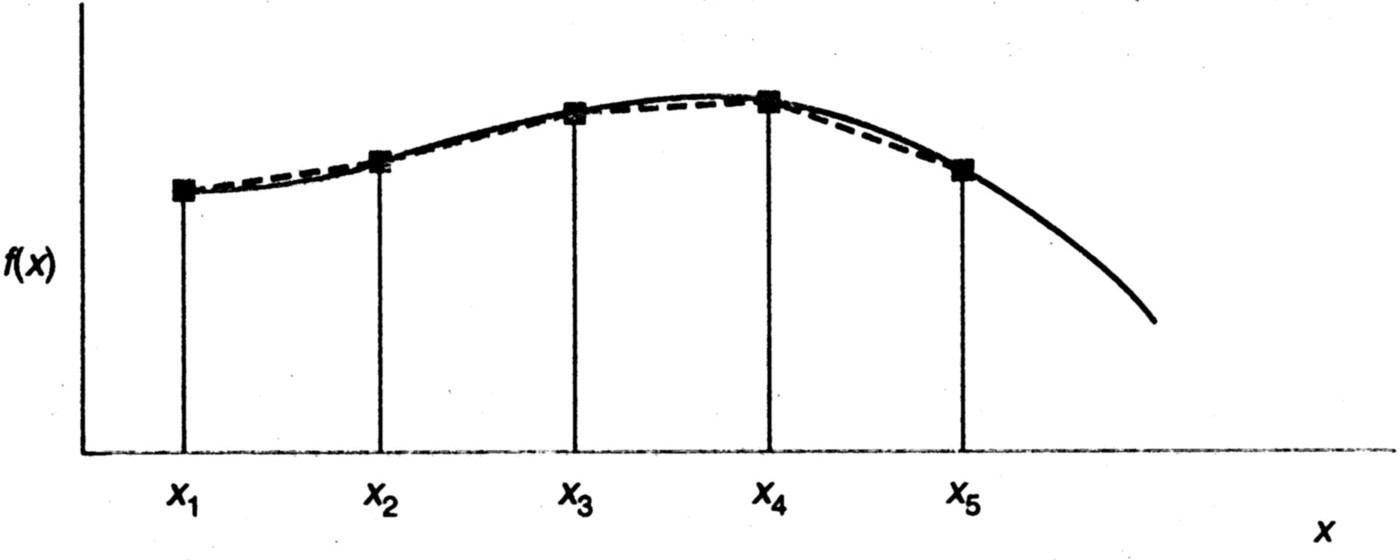 f(x)
x₁ x₂ x₃ x₄ x₅
x